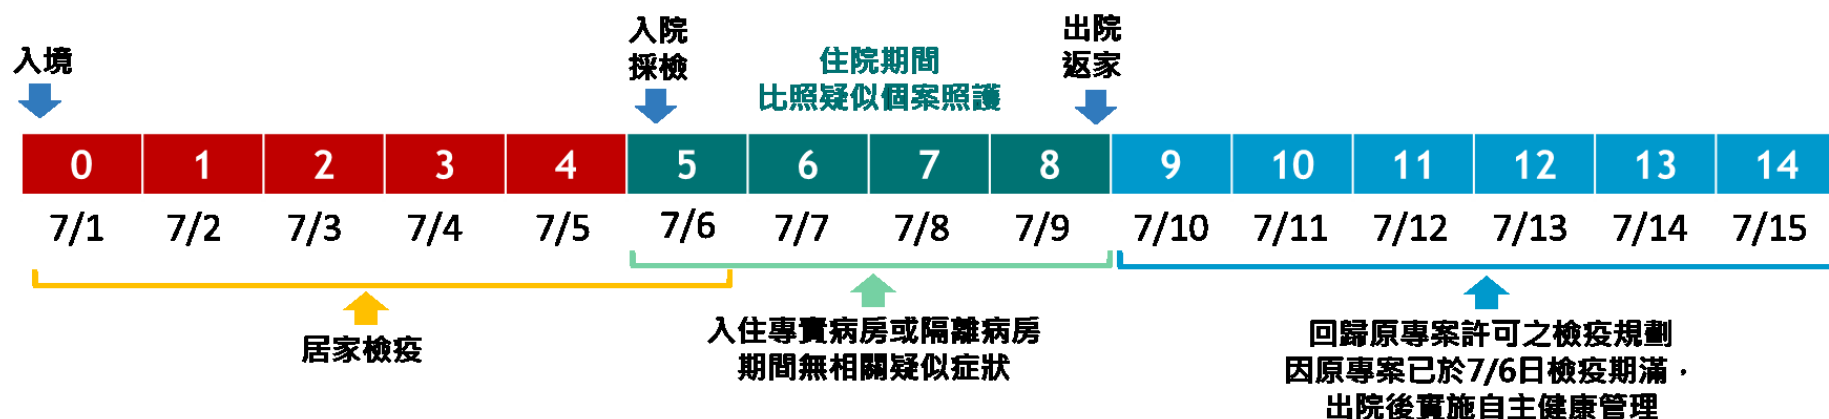 入境
入院
採檢
住院期間
比照疑似個案照護
出院
返家
0 1 2 3 4 5 6 7 8 9 10 11 12 13 14
7/1 7/2 7/3 7/4 7/5 7/6 7/7 7/8 7/9 7/10 7/11 7/12 7/13 7/14 7/15
居家檢疫
入住專責病房或隔離病房
期間無相關疑似症狀
回歸原專案許可之檢疫規劃
因原專案已於7/6日檢疫期滿，
出院後實施自主健康管理